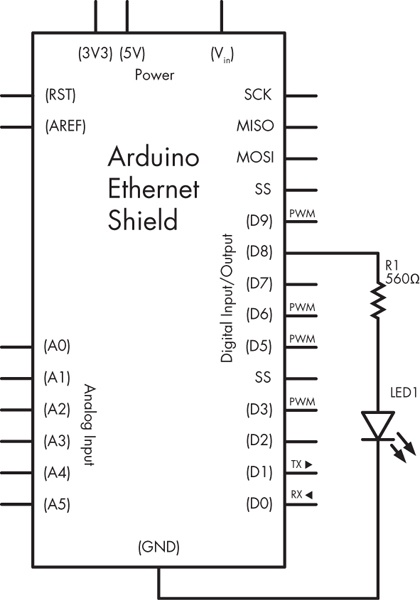 (3V3) (5V) (Vin)
Power
(RST)
(AREF)
Arduino
Ethernet
Shield
SCK
MISO
MOSI
SS
(D9) PWM
(D8)
(D7)
(D6) PWM
(D5) PWM
SS
(D3) PWM
(D2)
(D1) TX ▶
(D0) RX ◀
Digital Input/Output
R1
560Ω
LED1
(A0)
(A1)
(A2)
(A3)
(A4)
(A5)
Analog Input
(GND)